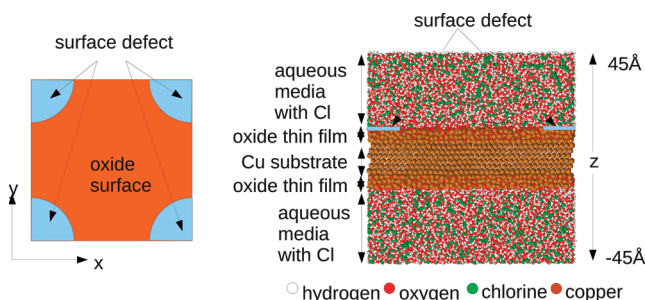 surface defect
oxide
surface
y
x
surface defect
aqueous
media
with Cl
oxide thin film
Cu substrate
oxide thin film
aqueous
media
with Cl
45Å
z
-45Å
hydrogen oxygen chlorine copper